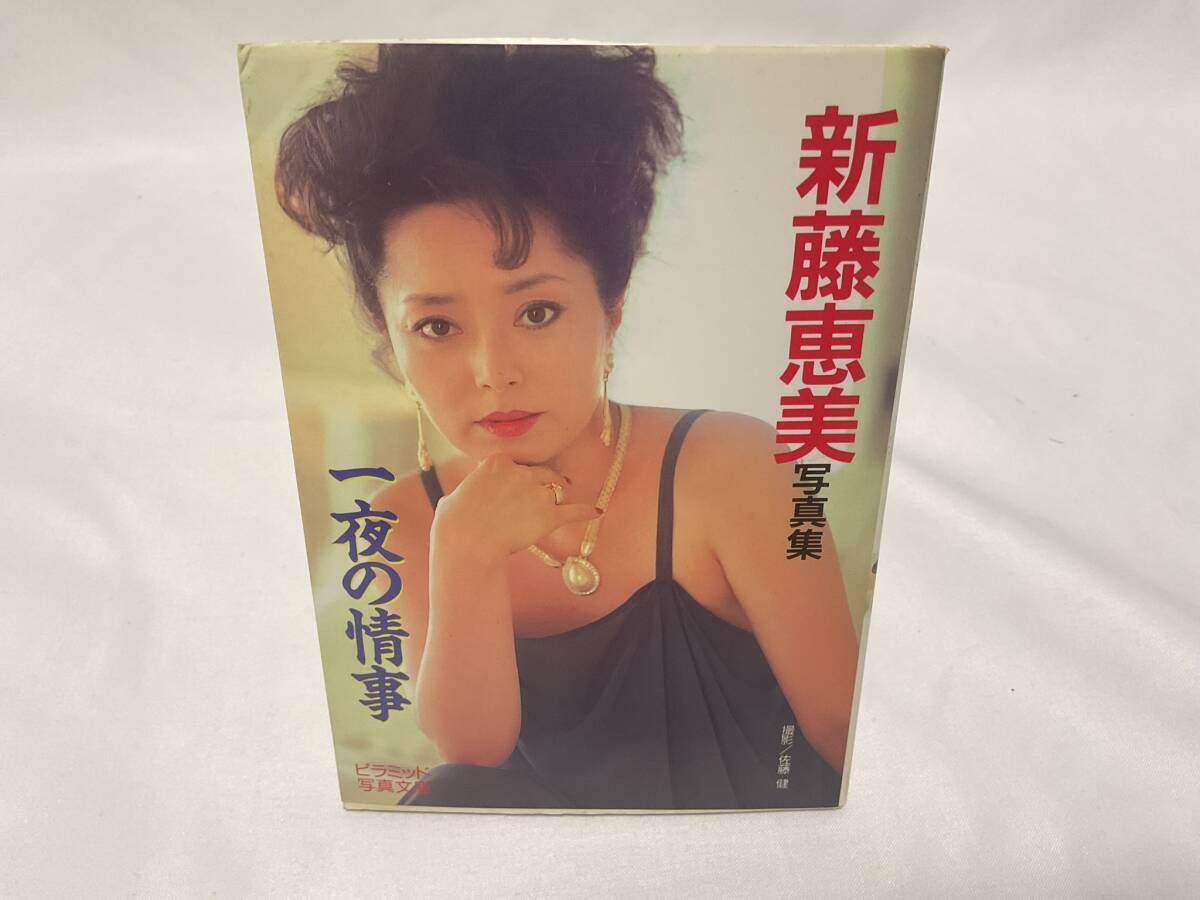 新藤恵美
写真集
一夜の情事
撮影/佐藤 健
ピラミッド
写真文庫